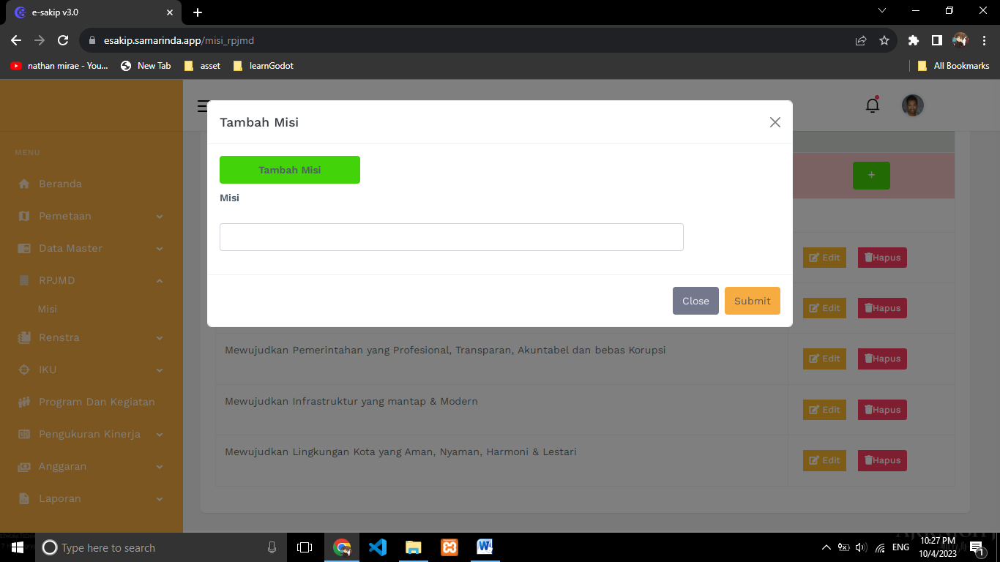 e-sakip v3.0
esakip.samarinda.app/misi_rpjmd
nathan mirae - You...
New Tab
asset
learnGodot
All Bookmarks
Tambah Misi
MENU
Tambah Misi
+
Beranda
Misi
Pemetaan
Data Master
Edit
Hapus
RPJMD
Misi
Close
Submit
Edit
Hapus
Renstra
Mewujudkan Pemerintahan yang Profesional, Transparan, Akuntabel dan bebas Korupsi
Edit
Hapus
IKU
Program Dan Kegiatan
Mewujudkan Infrastruktur yang mantap & Modern
Edit
Hapus
Pengukuran Kinerja
Mewujudkan Lingkungan Kota yang Aman, Nyaman, Harmoni & Lestari
Edit
Hapus
Anggaran
Laporan
Type here to search
ENG
10:27 PM
10/4/2023
1